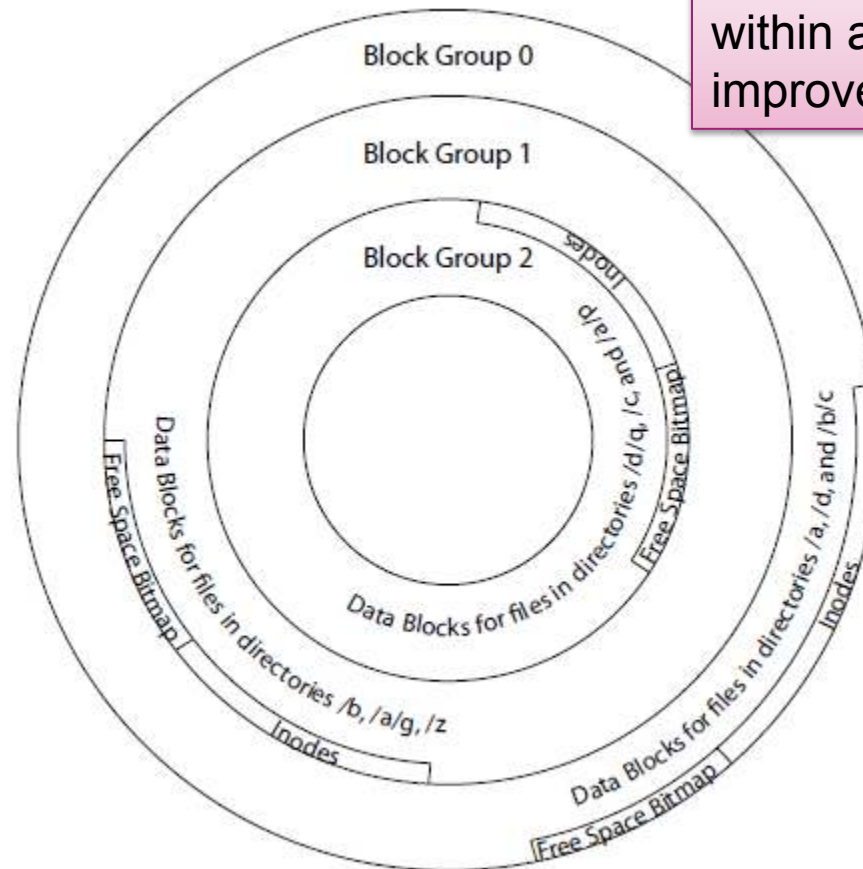 within a
improve
Block Group 0
Block Group 1
Block Group 2
Inodes
Data Blocks for files in directories /d/q, /c, and /a/p
Free Space Bitmap
Data Blocks for files in directories /b, /a/g, /z
Free Space Bitmap
Inodes
Data Blocks for files in directories /a, /d, and /b/c
Inodes
Free Space Bitmap